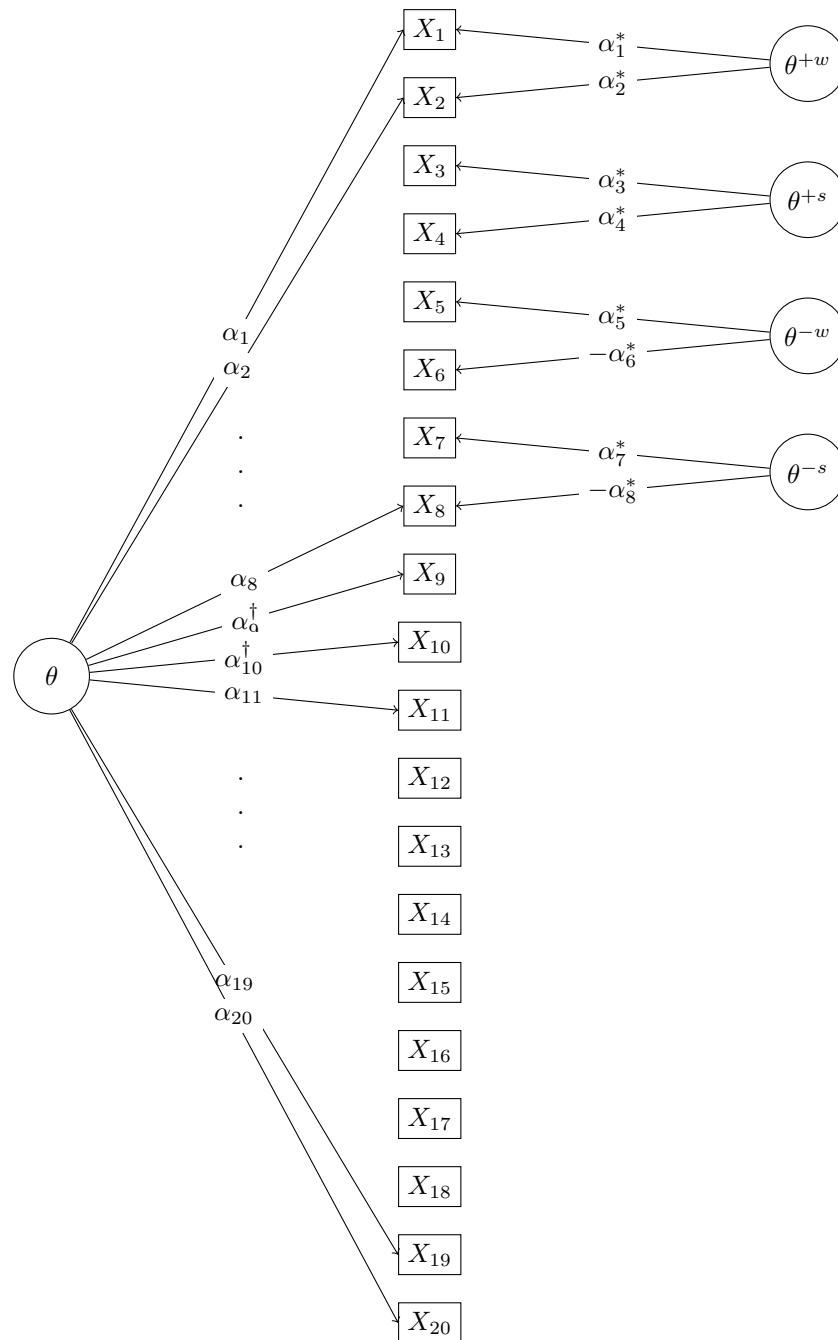 X₁
α₁*
θ⁺ʷ
α₂*
X₂
X₃
α₃*
θ⁺ˢ
α₄*
X₄
X₅
α₅*
θ⁻ʷ
α₁
−α₆*
X₆
α₂
X₇
α₇*
θ⁻ˢ
−α₈*
X₈
α₈
X₉
α₉†
X₁₀
α₁₀†
θ
α₁₁
X₁₁
X₁₂
X₁₃
X₁₄
α₁₉
X₁₅
α₂₀
X₁₆
X₁₇
X₁₈
X₁₉
X₂₀